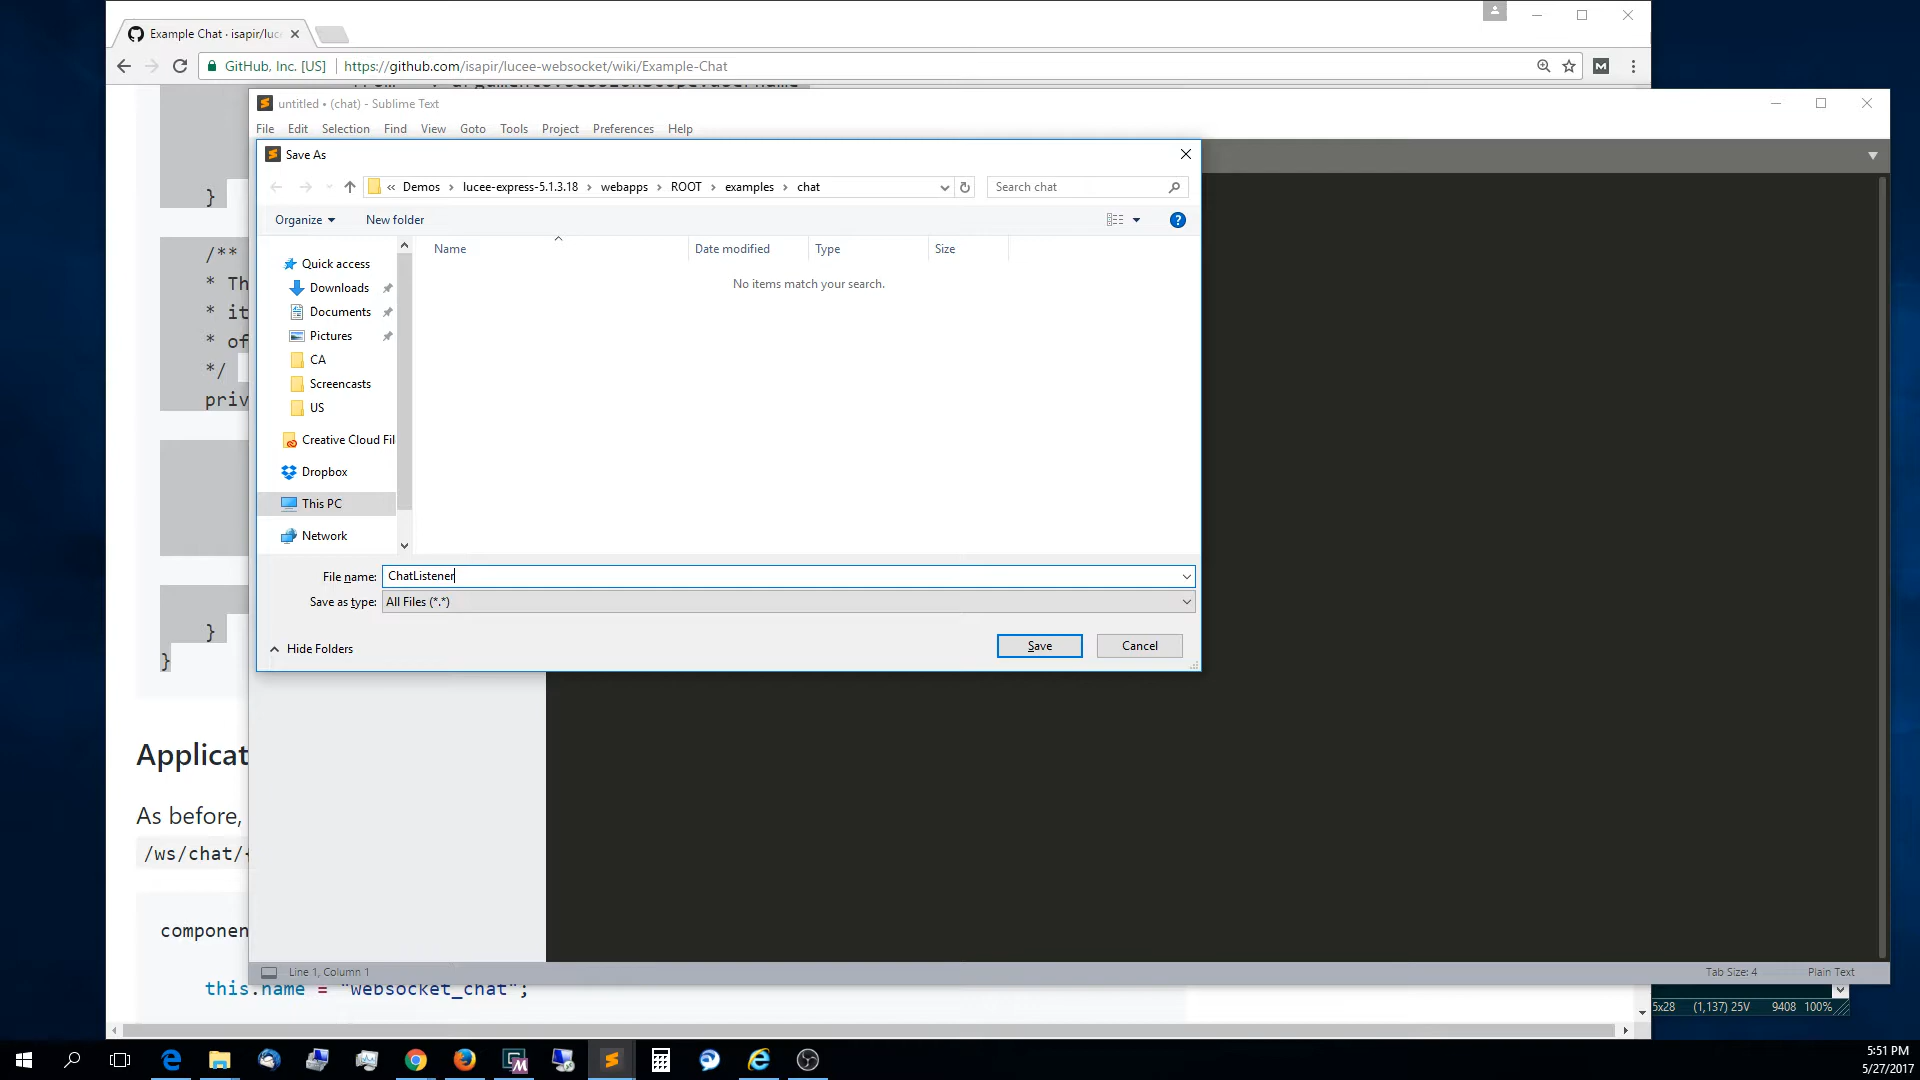 Example Chat · isapir/luc
GitHub, Inc. [US] https://github.com/isapir/lucee-websocket/wiki/Example-Chat
untitled • (chat) - Sublime Text
File Edit Selection Find View Goto Tools Project Preferences Help
Save As
« Demos › lucee-express-5.1.3.18 › webapps › ROOT › examples › chat
Search chat
Organize New folder
Name Date modified Type Size
No items match your search.
Quick access
Downloads
Documents
Pictures
CA
Screencasts
US
Creative Cloud Fil
Dropbox
This PC
Network
File name: ChatListener
Save as type: All Files (*.*)
Hide Folders
Save Cancel
}
/**
* Th
* it
* of
*/
priv
}
}
Applicat
As before,
/ws/chat/
componen
this.name = "websocket_chat";
Line 1, Column 1
Tab Size: 4 Plain Text
5x28 (1,137) 25V 9408 100%
5:51 PM
5/27/2017